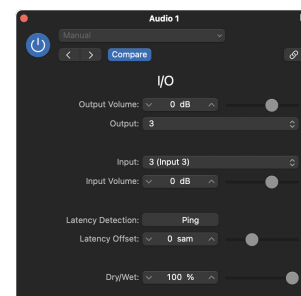 Audio 1
Manual
Compare
I/O
Output Volume: 0 dB
Output: 3
Input: 3 (Input 3)
Input Volume: 0 dB
Latency Detection: Ping
Latency Offset: 0 sam
Dry/Wet: 100 %